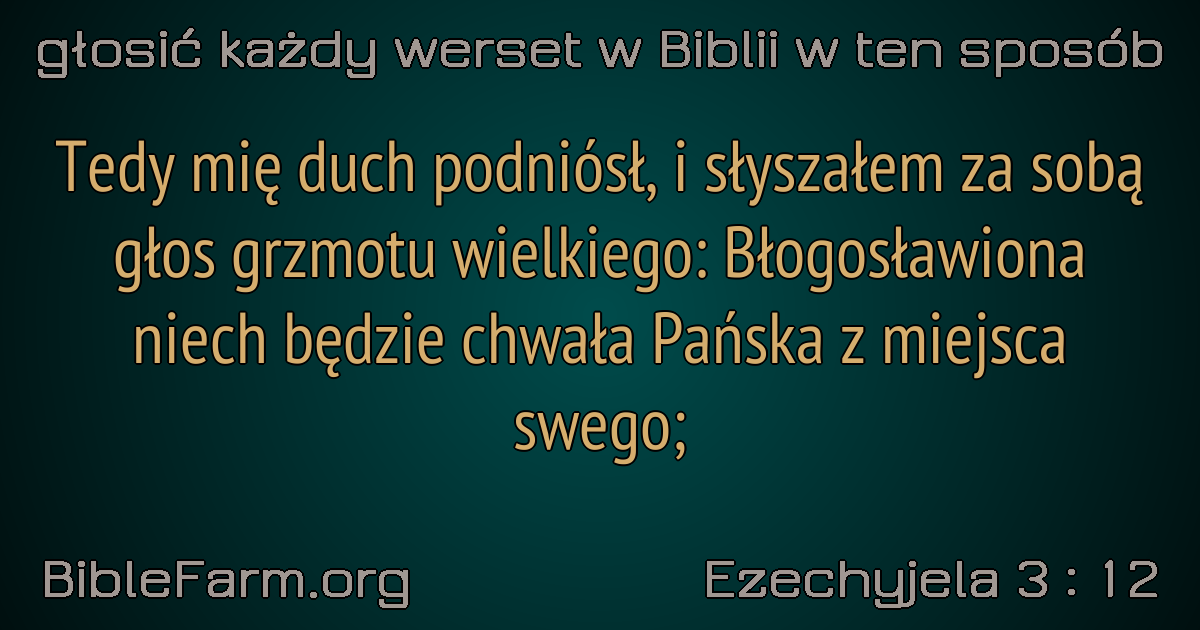 głosić każdy werset w Biblii w ten sposób
Tedy mię duch podniósł, i słyszałem za sobą
głos grzmotu wielkiego: Błogosławiona
niech będzie chwała Pańska z miejsca
swego;
BibleFarm.org
Ezechyjela 3 : 12